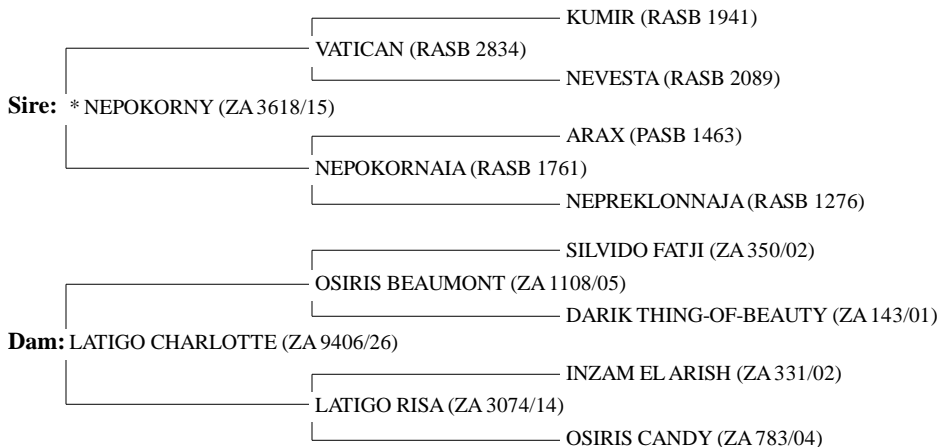 KUMIR (RASB 1941)
VATICAN (RASB 2834)
NEVESTA (RASB 2089)
Sire: * NEPOKORNY (ZA 3618/15)
ARAX (PASB 1463)
NEPOKORNAIA (RASB 1761)
NEPREKLONNAJA (RASB 1276)
SILVIDO FATJI (ZA 350/02)
OSIRIS BEAUMONT (ZA 1108/05)
DARIK THING-OF-BEAUTY (ZA 143/01)
Dam: LATIGO CHARLOTTE (ZA 9406/26)
INZAM EL ARISH (ZA 331/02)
LATIGO RISA (ZA 3074/14)
OSIRIS CANDY (ZA 783/04)